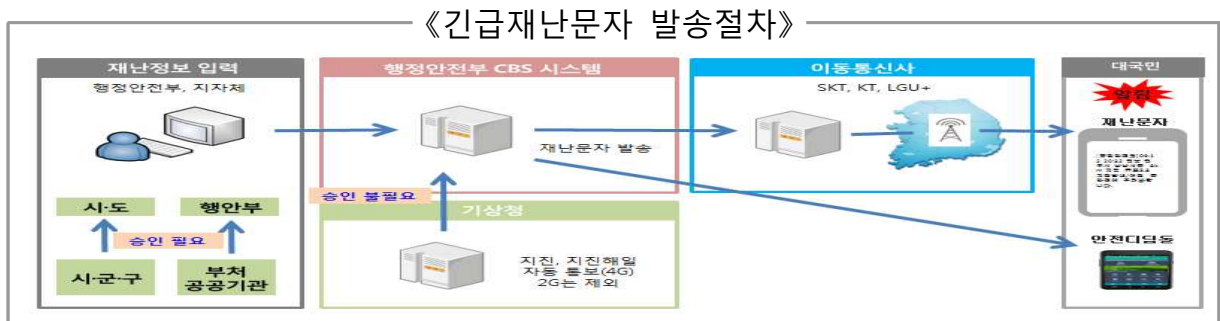 《긴급재난문자 발송절차》
재난정보 입력
행정안전부, 지자체
시·도
행안부
승인 필요
시·군·구
부처
공공기관
행정안전부 CBS 시스템
재난문자 발송
승인 불필요
기상청
지진, 지진해일
자동 통보(4G)
2G는 제외
이동통신사
SKT, KT, LGU+
대국민
알림
재난문자
안전디딤돌